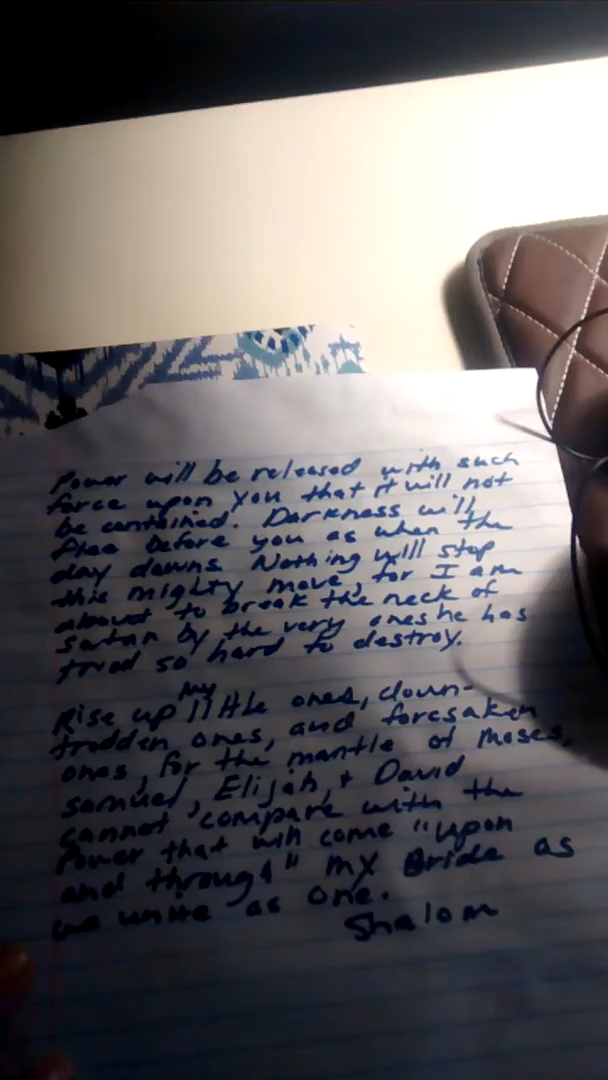 Power will be released with such
force upon you that it will not
be contained. Darkness will
flee before you as when the
day dawns. Nothing will stop
this mighty move, for I am
about to break the neck of
Satan by the very ones he has
tried so hard to destroy.
Rise up my little ones, down-
trodden ones, and foresaken
ones, for the mantle of Moses,
Samuel, Elijah, + David
cannot compare with the
Power that will come "upon
and through" my Bride as
we unite as one.
Shalom